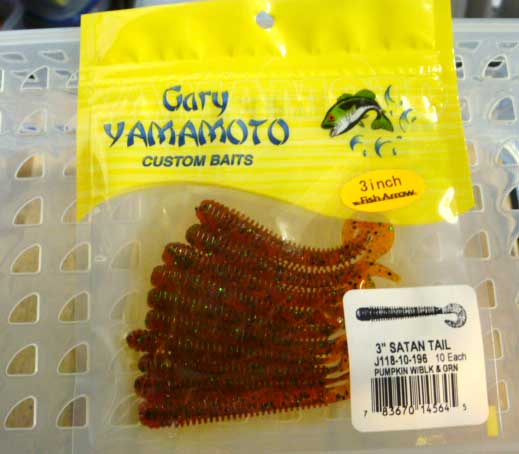 Gary
YAMAMOTO
CUSTOM BAITS
3 inch
Fish Arrow
3" SATAN TAIL
J118-10-196 10 Each
PUMPKIN W/BLK & GRN
7 83670 14564 5